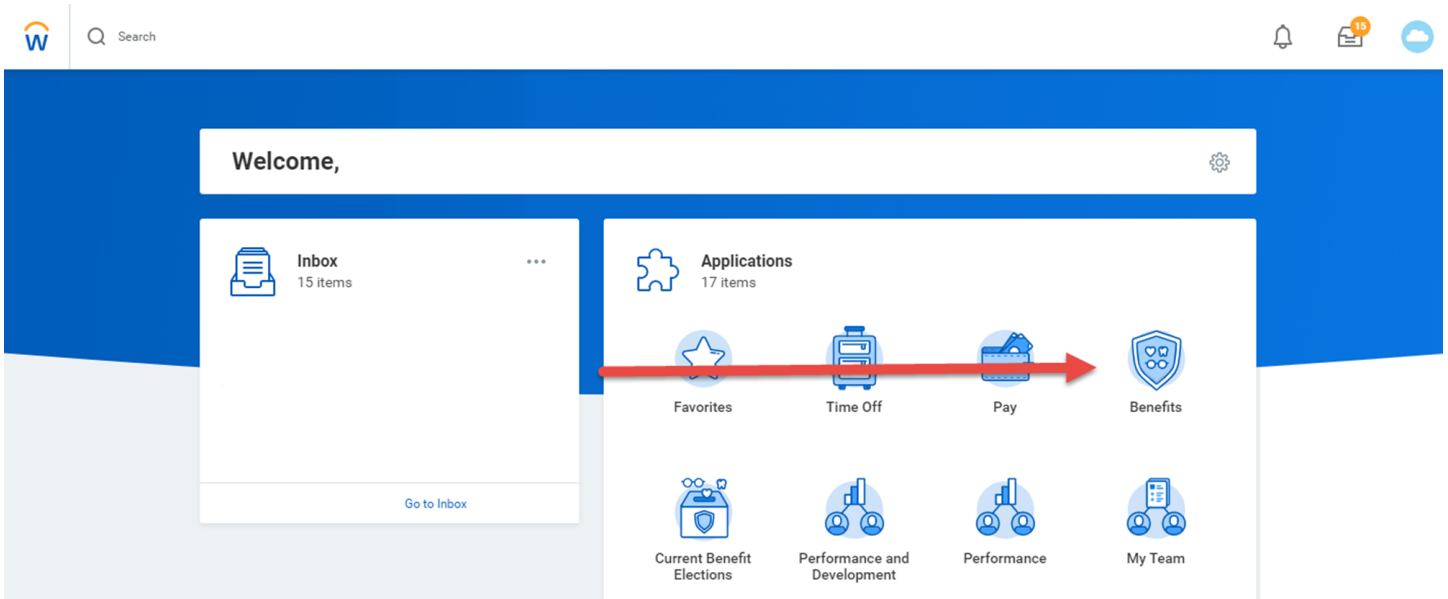 W
Search
15
Welcome,
Inbox
15 items
Go to Inbox
Applications
17 items
Favorites
Time Off
Pay
Benefits
Current Benefit
Elections
Performance and
Development
Performance
My Team